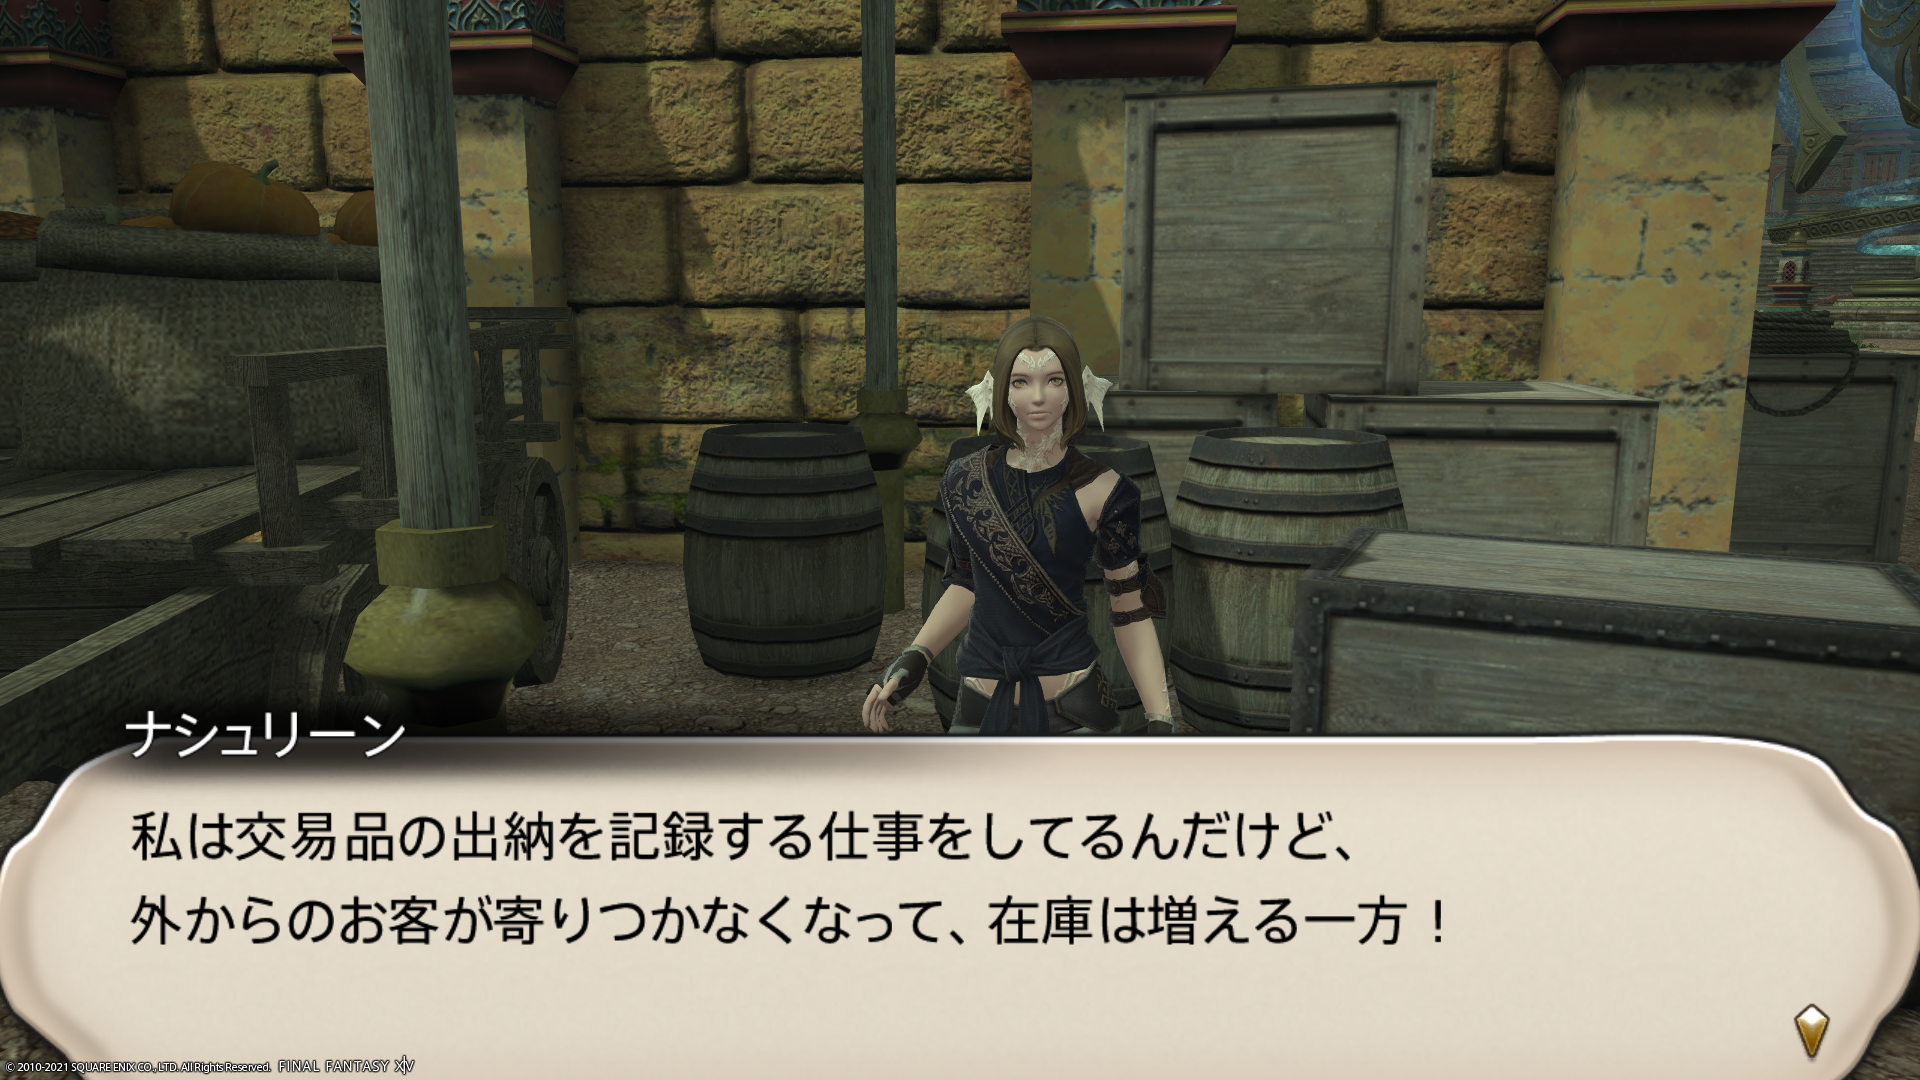 ナシュリーン
私は交易品の出納を記録する仕事をしてるんだけど、
外からのお客が寄りつかなくなって、在庫は増える一方！
© 2010-2021 SQUARE ENIX CO., LTD. All Rights Reserved. FINAL FANTASY XIV